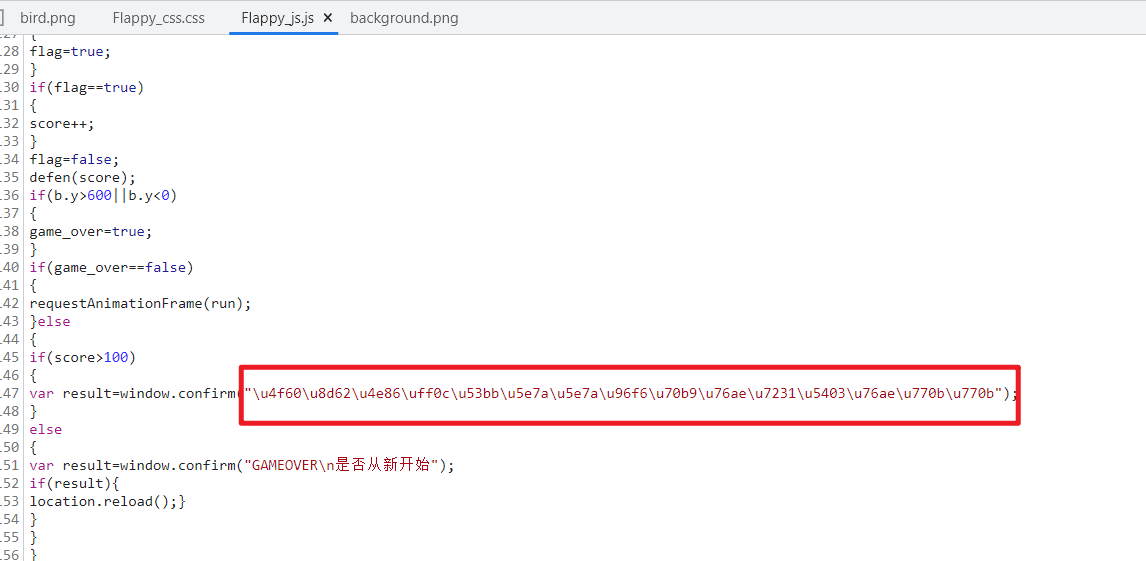 bird.png Flappy_css.css Flappy_js.js × background.png
127 {
128 flag=true;
129 }
130 if(flag==true)
131 {
132 score++;
133 }
134 flag=false;
135 defen(score);
136 if(b.y>600||b.y<0)
137 {
138 game_over=true;
139 }
140 if(game_over==false)
141 {
142 requestAnimationFrame(run);
143 }else
144 {
145 if(score>100)
146 {
147 var result=window.confirm("\u4f60\u8d62\u4e86\uff0c\u53bb\u5e7a\u5e7a\u96f6\u70b9\u76ae\u7231\u5403\u76ae\u770b\u770b");
148 }
149 else
150 {
151 var result=window.confirm("GAMEOVER\n是否从新开始");
152 if(result){
153 location.reload();}
154 }
155 }
156 }